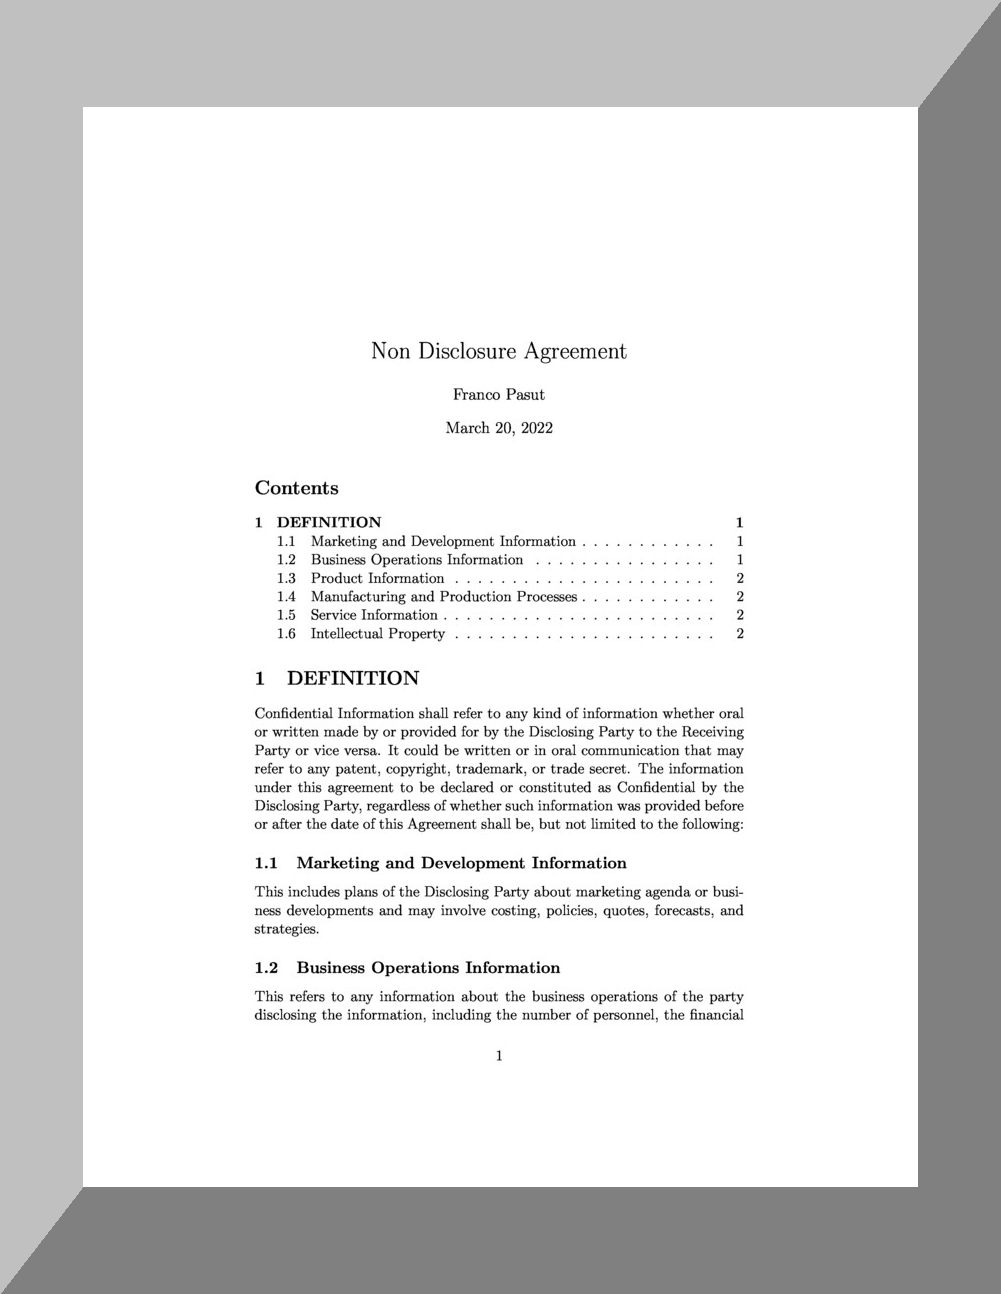 Non Disclosure Agreement
Franco Pasut
March 20, 2022
Contents
1 DEFINITION 1
1.1 Marketing and Development Information . . . . . . . . . . . . 1
1.2 Business Operations Information . . . . . . . . . . . . . . . . 1
1.3 Product Information . . . . . . . . . . . . . . . . . . . . . . . 2
1.4 Manufacturing and Production Processes . . . . . . . . . . . . 2
1.5 Service Information . . . . . . . . . . . . . . . . . . . . . . . . 2
1.6 Intellectual Property . . . . . . . . . . . . . . . . . . . . . . . 2
1 DEFINITION
Confidential Information shall refer to any kind of information whether oral
or written made by or provided for by the Disclosing Party to the Receiving
Party or vice versa. It could be written or in oral communication that may
refer to any patent, copyright, trademark, or trade secret. The information
under this agreement to be declared or constituted as Confidential by the
Disclosing Party, regardless of whether such information was provided before
or after the date of this Agreement shall be, but not limited to the following:
1.1 Marketing and Development Information
This includes plans of the Disclosing Party about marketing agenda or busi-
ness developments and may involve costing, policies, quotes, forecasts, and
strategies.
1.2 Business Operations Information
This refers to any information about the business operations of the party
disclosing the information, including the number of personnel, the financial
1